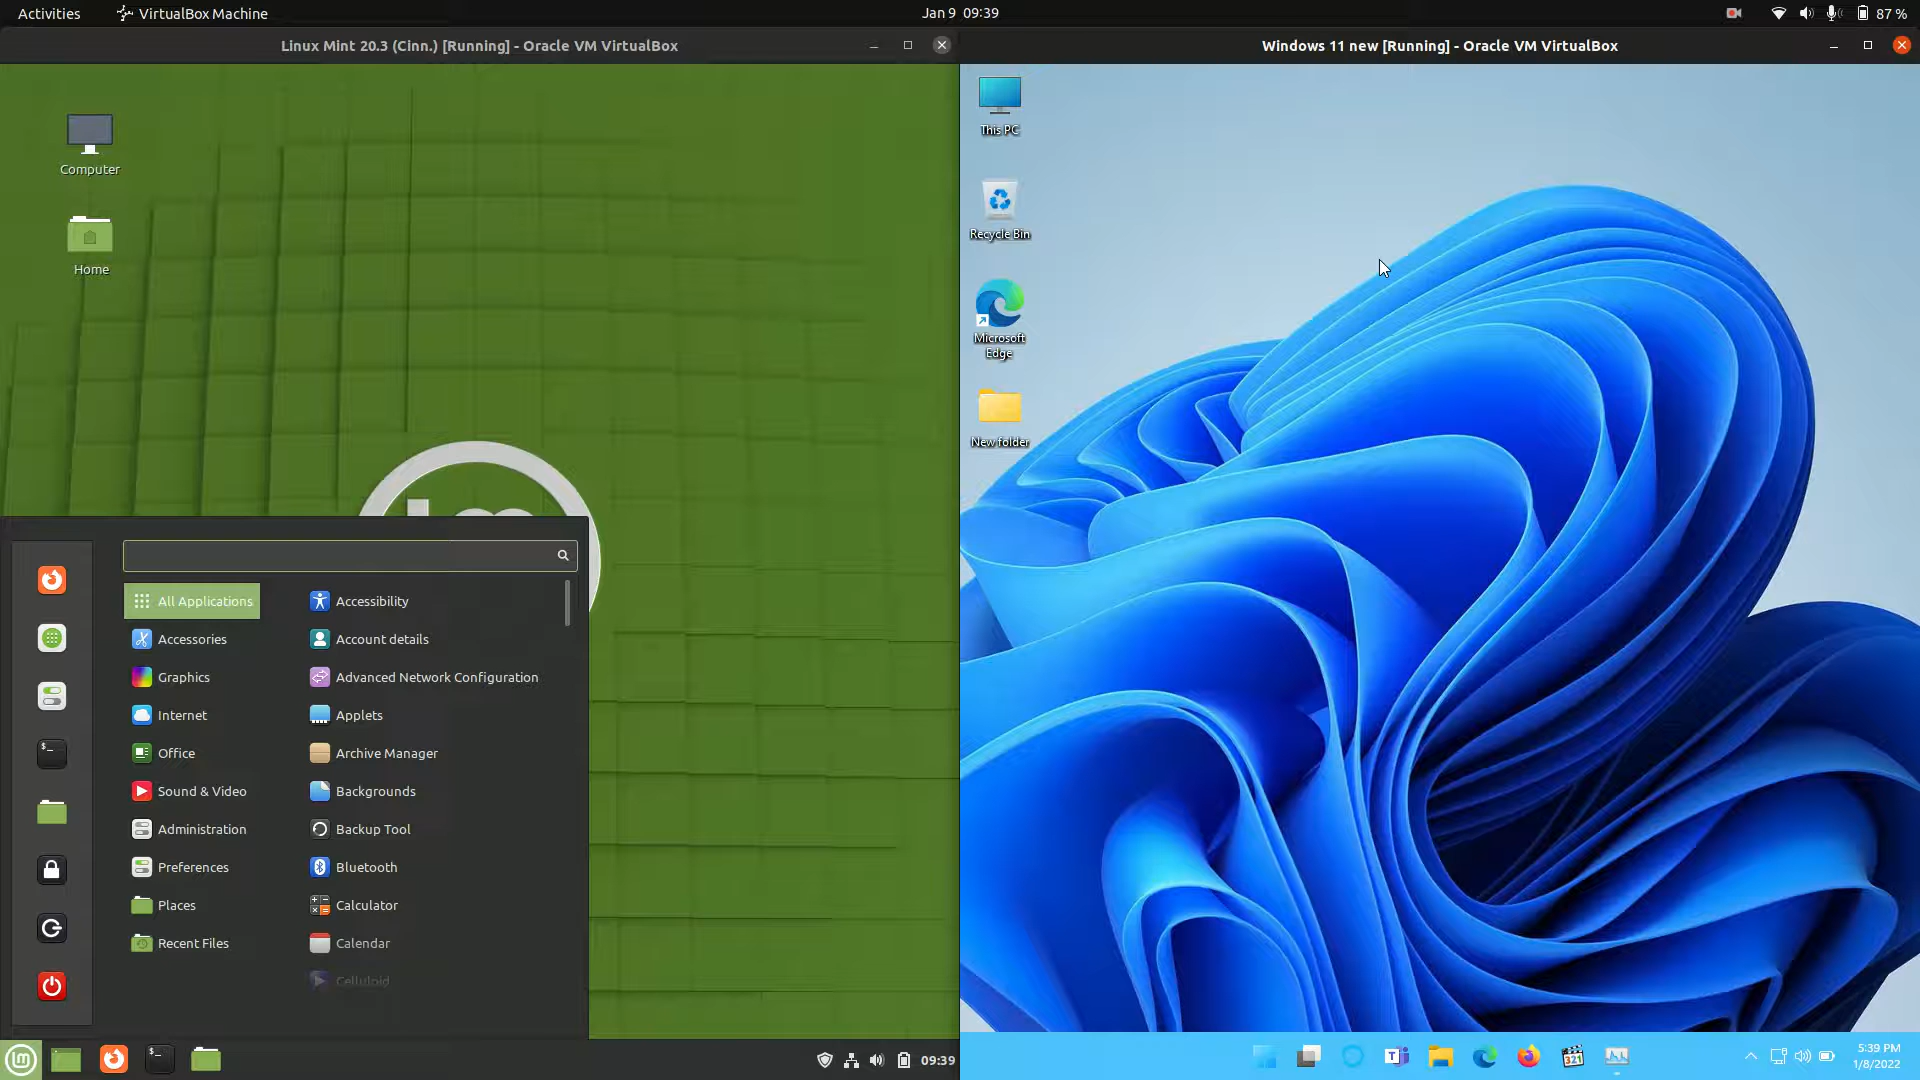 Activities
VirtualBox Machine
Jan 9 09:39
87 %
Linux Mint 20.3 (Cinn.) [Running] - Oracle VM VirtualBox
Windows 11 new [Running] - Oracle VM VirtualBox
Computer
Home
All Applications
Accessories
Graphics
Internet
Office
Sound & Video
Administration
Preferences
Places
Recent Files
Accessibility
Account details
Advanced Network Configuration
Applets
Archive Manager
Backgrounds
Backup Tool
Bluetooth
Calculator
Calendar
Celluloid
09:39
This PC
Recycle Bin
Microsoft
Edge
New folder
321
5:39 PM
1/8/2022